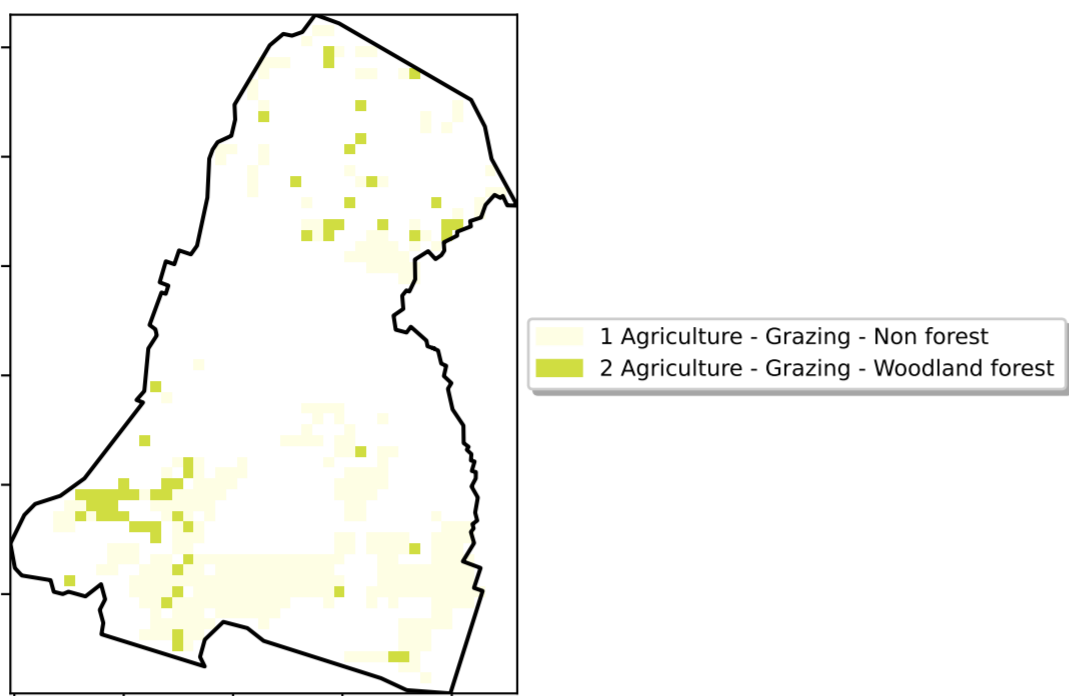 1 Agriculture - Grazing - Non forest
2 Agriculture - Grazing - Woodland forest